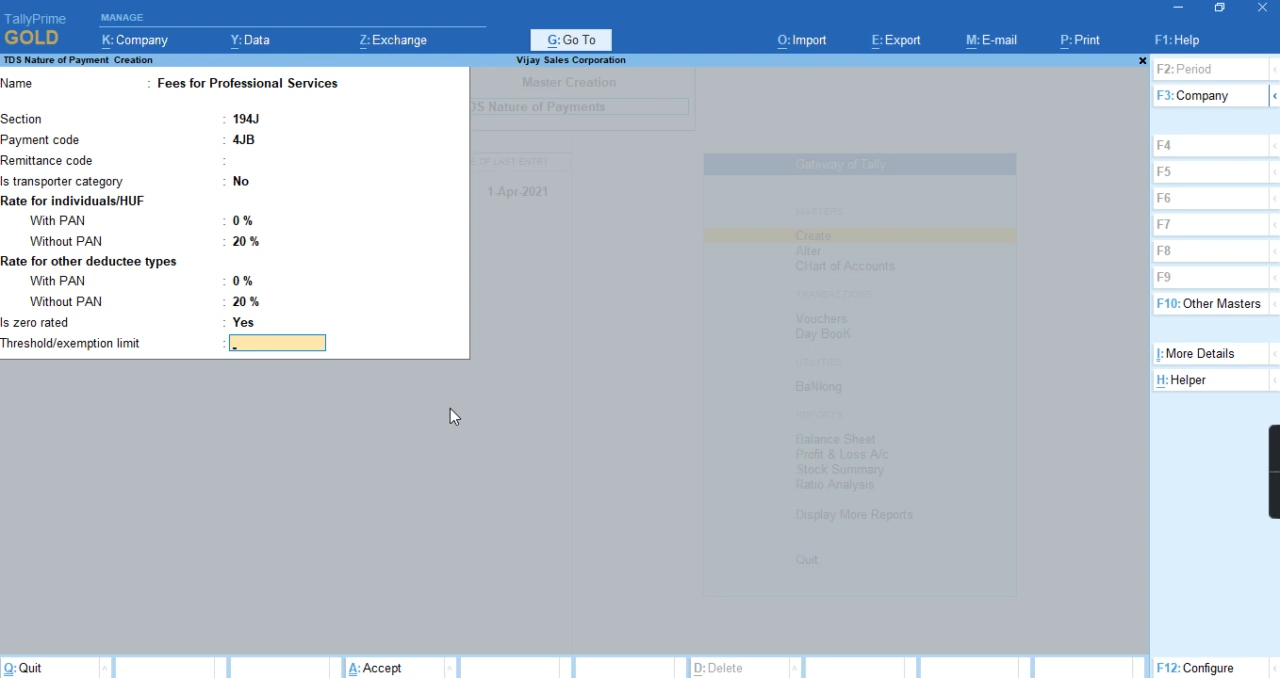 TallyPrime
GOLD
MANAGE
K: Company
Y: Data
Z: Exchange
G: Go To
O: Import
E: Export
M: E-mail
P: Print
F1: Help
TDS Nature of Payment Creation
Vijay Sales Corporation
Name : Fees for Professional Services
Section : 194J
Payment code : 4JB
Remittance code :
Is transporter category : No
Rate for individuals/HUF
With PAN : 0 %
Without PAN : 20 %
Rate for other deductee types
With PAN : 0 %
Without PAN : 20 %
Is zero rated : Yes
Threshold/exemption limit :
Master Creation
DS Nature of Payments
E OF LAST ENTRY
1-Apr-2021
Gateway of Tally
MASTERS
Create
Alter
CHart of Accounts
TRANSACTIONS
Vouchers
Day BooK
UTILITIES
BaNking
REPORTS
Balance Sheet
Profit & Loss A/c
Stock Summary
Ratio Analysis
Display More Reports
Quit
F2: Period
F3: Company
F4
F5
F6
F7
F8
F9
F10: Other Masters
I: More Details
H: Helper
Q: Quit
A: Accept
D: Delete
F12: Configure